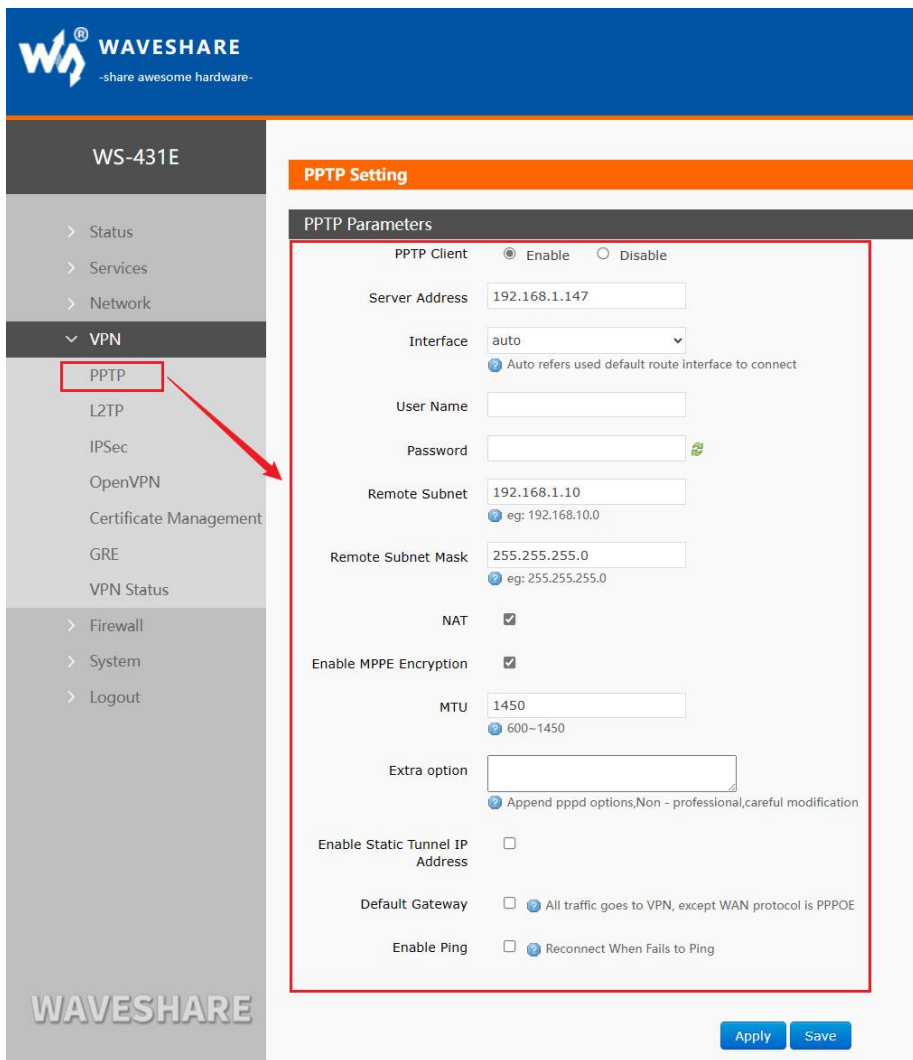 WAVESHARE
-share awesome hardware-
WS-431E
Status
Services
Network
VPN
PPTP
L2TP
IPSec
OpenVPN
Certificate Management
GRE
VPN Status
Firewall
System
Logout
WAVESHARE
PPTP Setting
PPTP Parameters
PPTP Client Enable Disable
Server Address 192.168.1.147
Interface auto
Auto refers used default route interface to connect
User Name
Password
Remote Subnet 192.168.1.10
eg: 192.168.10.0
Remote Subnet Mask 255.255.255.0
eg: 255.255.255.0
NAT
Enable MPPE Encryption
MTU 1450
600~1450
Extra option
Append pppd options,Non - professional,careful modification
Enable Static Tunnel IP
Address
Default Gateway All traffic goes to VPN, except WAN protocol is PPPOE
Enable Ping Reconnect When Fails to Ping
Apply Save